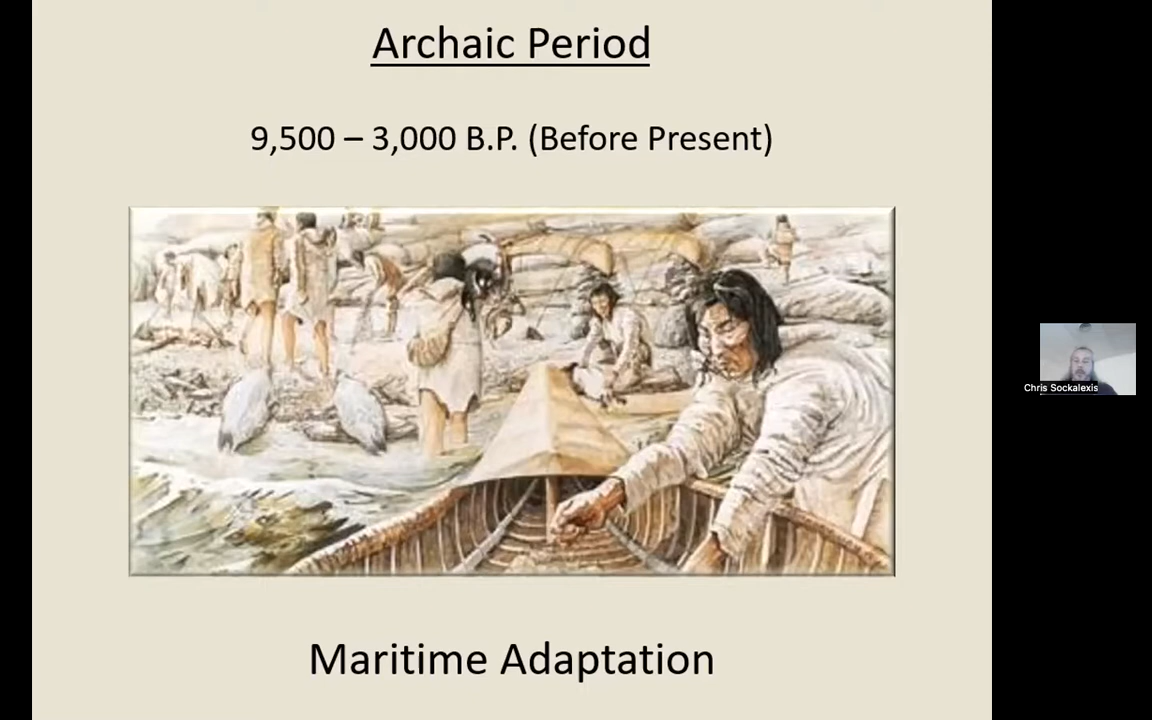 Archaic Period
9,500 – 3,000 B.P. (Before Present)
Maritime Adaptation
Chris Sockalexis